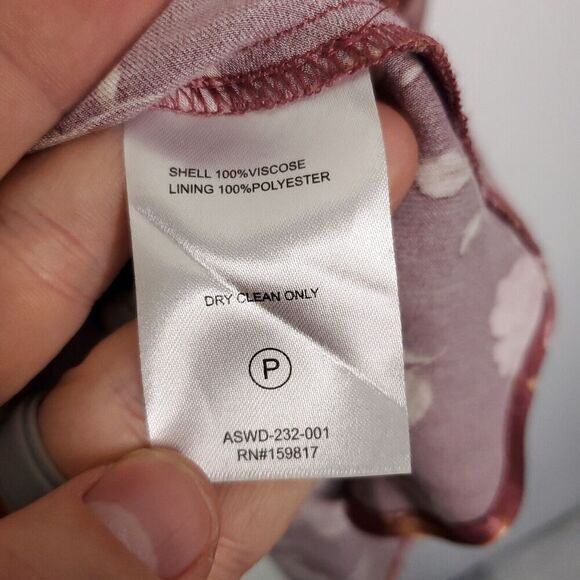 SHELL 100%VISCOSE
LINING 100%POLYESTER
DRY CLEAN ONLY
P
ASWD-232-001
RN#159817